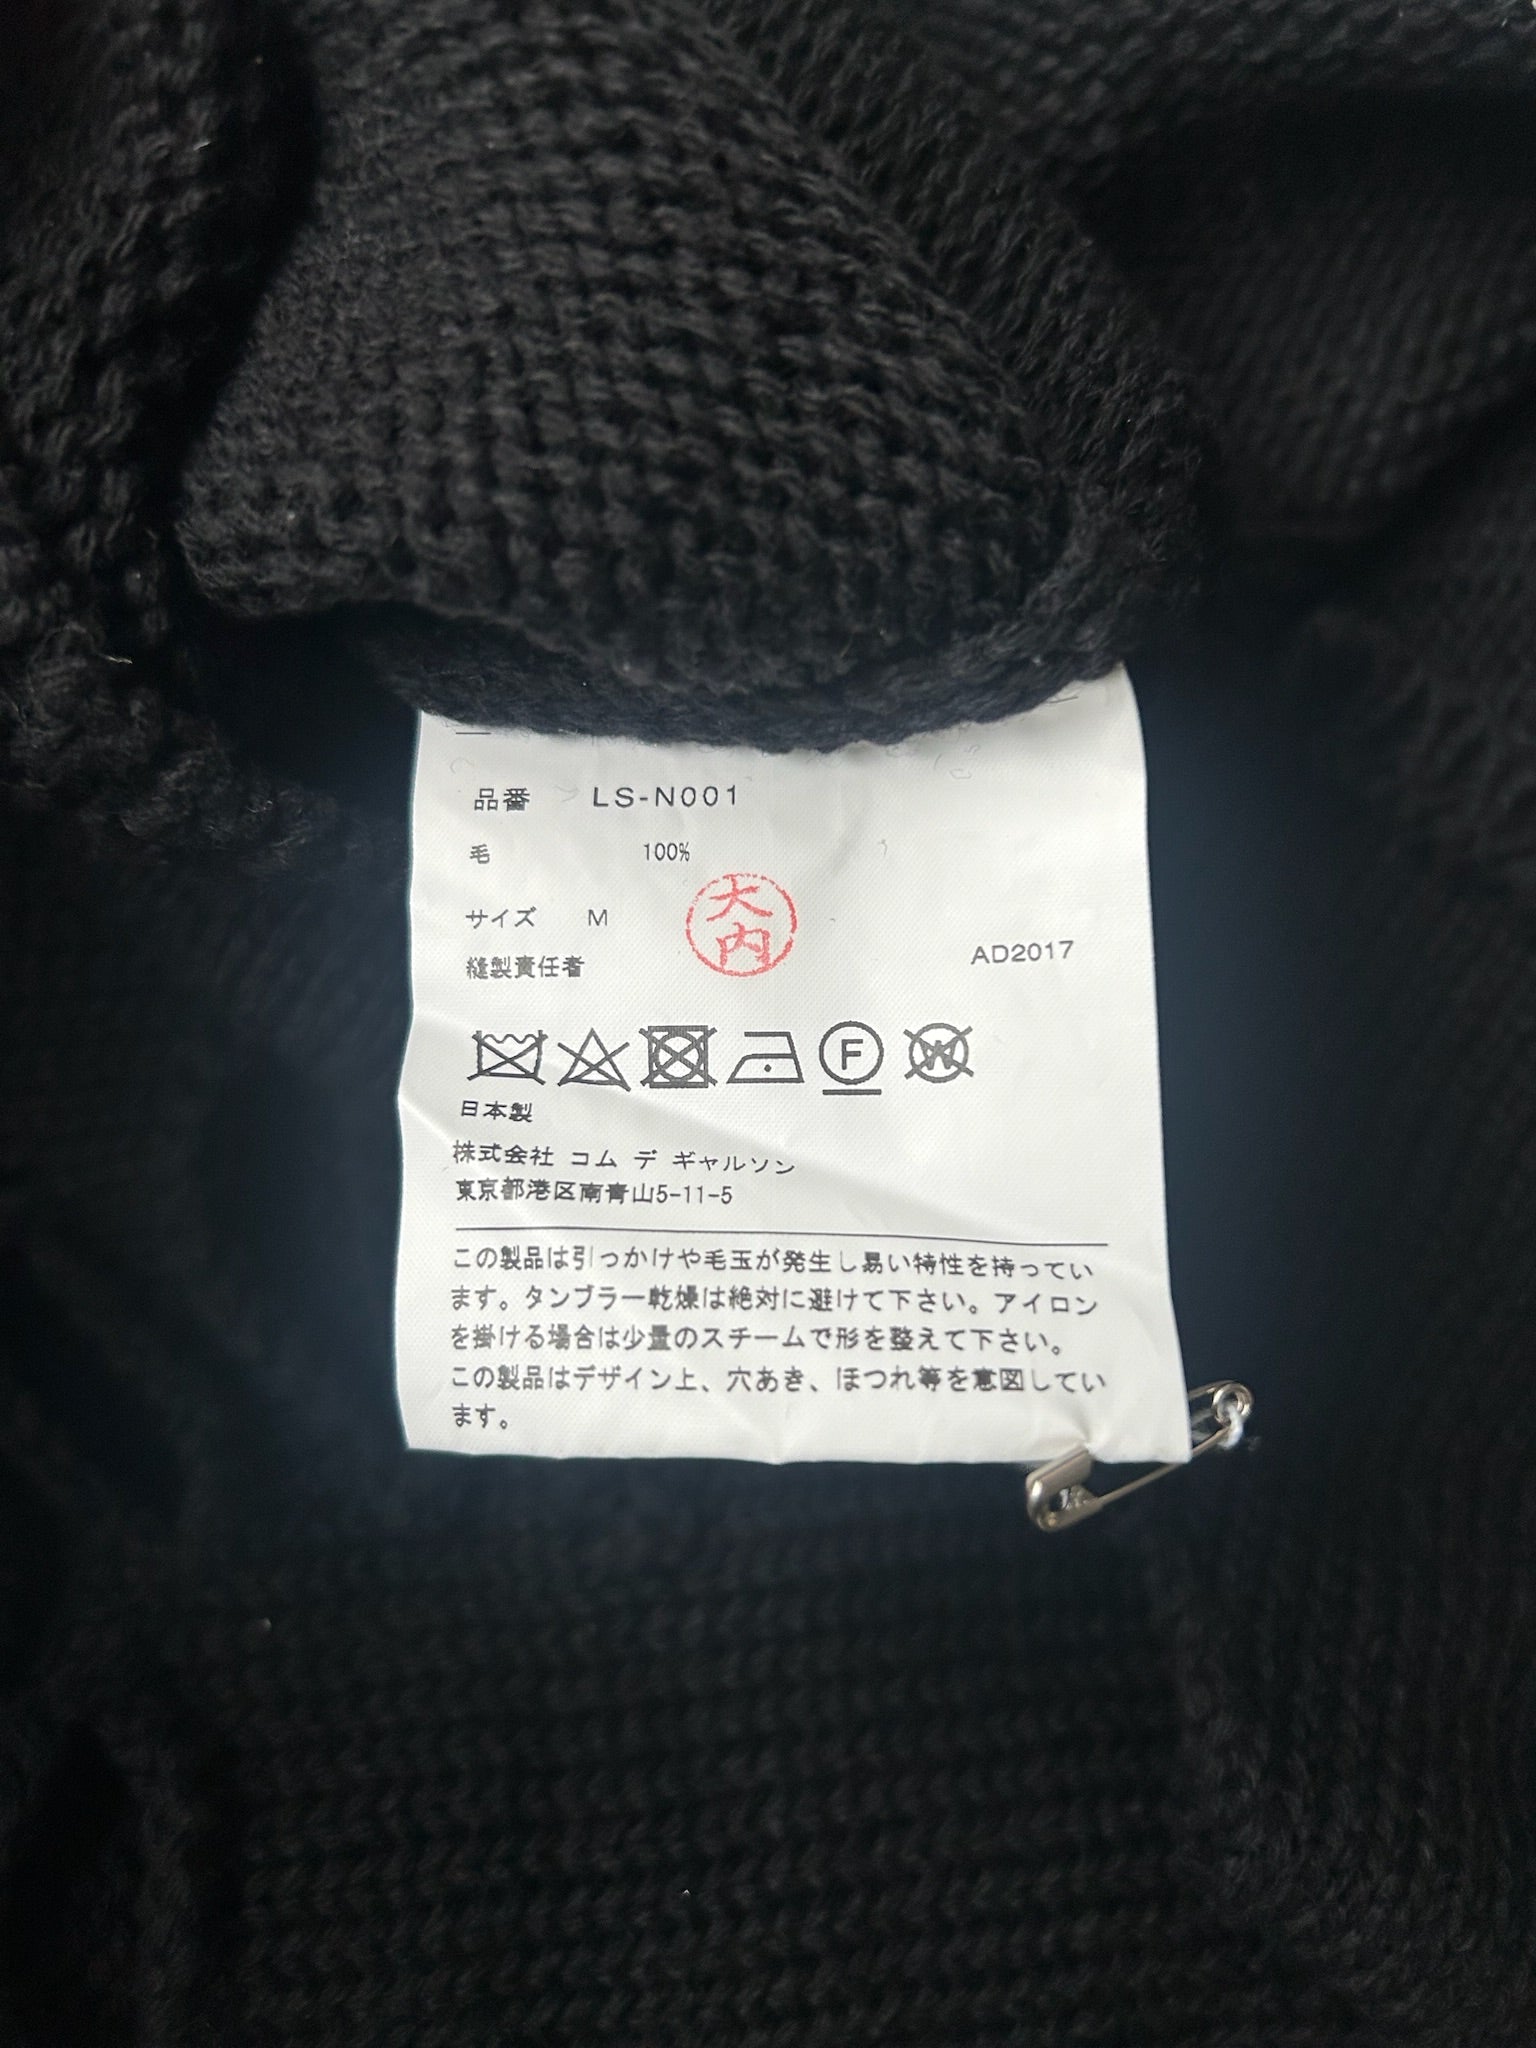 品番 LS-N001
毛 100%
サイズ M
大内
縫製責任者
AD2017
F
W
日本製
株式会社 コム デ ギャルソン
東京都港区南青山5-11-5
この製品は引っかけや毛玉が発生し易い特性を持ってい
ます。タンブラー乾燥は絶対に避けて下さい。アイロン
を掛ける場合は少量のスチームで形を整えて下さい。
この製品はデザイン上、穴あき、ほつれ等を意図してい
ます。